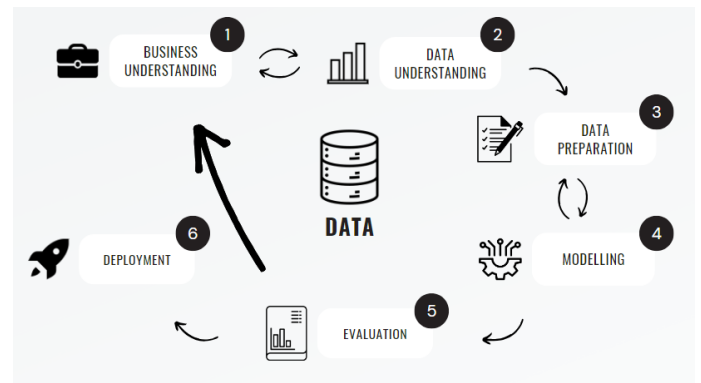 1
BUSINESS
UNDERSTANDING
2
DATA
UNDERSTANDING
3
DATA
PREPARATION
4
MODELLING
5
EVALUATION
6
DEPLOYMENT
DATA